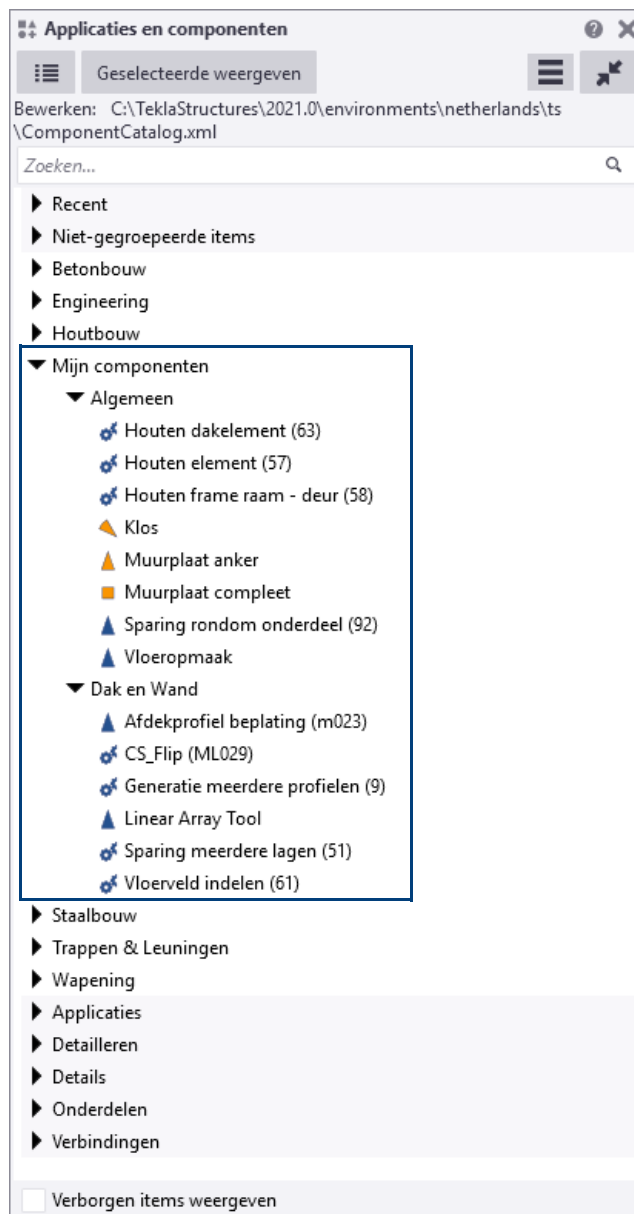 Applicaties en componenten
Geselecteerde weergeven
Bewerken: C:\TeklaStructures\2021.0\environments\netherlands\ts
\ComponentCatalog.xml
Zoeken...
Recent
Niet-gegroepeerde items
Betonbouw
Engineering
Houtbouw
Mijn componenten
Algemeen
Houten dakelement (63)
Houten element (57)
Houten frame raam - deur (58)
Klos
Muurplaat anker
Muurplaat compleet
Sparing rondom onderdeel (92)
Vloeropmaak
Dak en Wand
Afdekprofiel beplating (m023)
CS_Flip (ML029)
Generatie meerdere profielen (9)
Linear Array Tool
Sparing meerdere lagen (51)
Vloerveld indelen (61)
Staalbouw
Trappen & Leuningen
Wapening
Applicaties
Detailleren
Details
Onderdelen
Verbindingen
Verborgen items weergeven